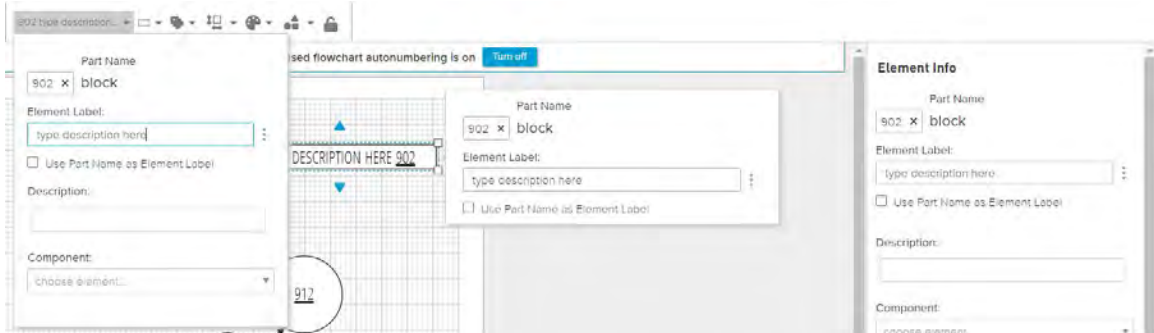 902 type description...
ised flowchart autonumbering is on
Turn off
Part Name
902 × block
Element Label:
type description here
Use Part Name as Element Label
Description:
Component:
choose element...
DESCRIPTION HERE 902
912
Part Name
902 × block
Element Label:
type description here
Use Part Name as Element Label
Element Info
Part Name
902 × block
Element Label:
type description here
Use Part Name as Element Label
Description:
Component:
choose element...